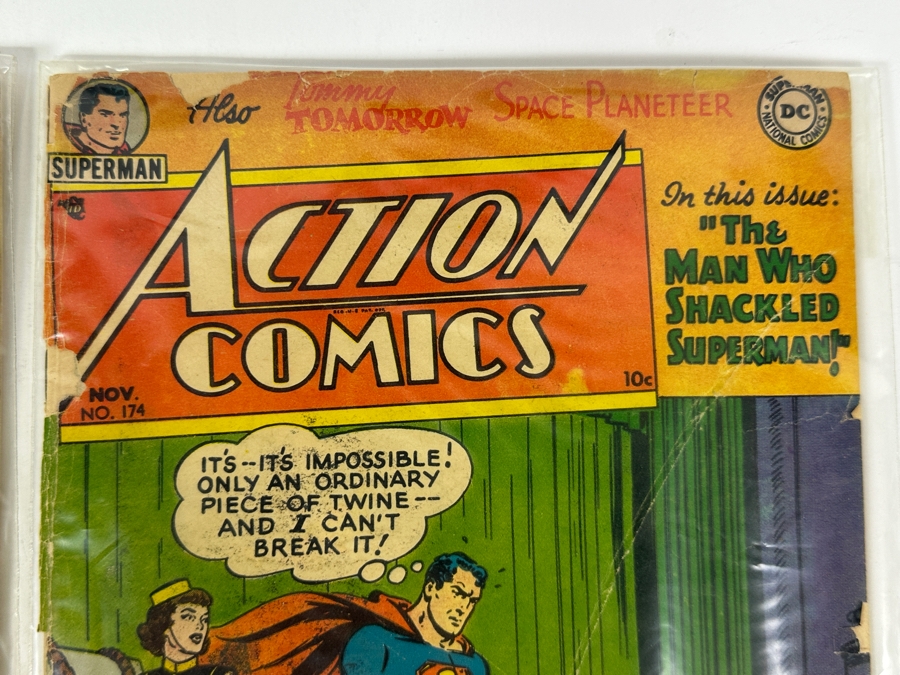 Also
Tommy
TOMORROW
SPACE PLANETEER
SUPERMAN
DC
NATIONAL COMICS
SUPERMAN
ACTION
COMICS
NOV.
NO. 174
10c
In this issue:
"The
MAN WHO
SHACKLED
SUPERMAN!"
IT'S--IT'S IMPOSSIBLE!
ONLY AN ORDINARY
PIECE OF TWINE--
AND I CAN'T
BREAK IT!